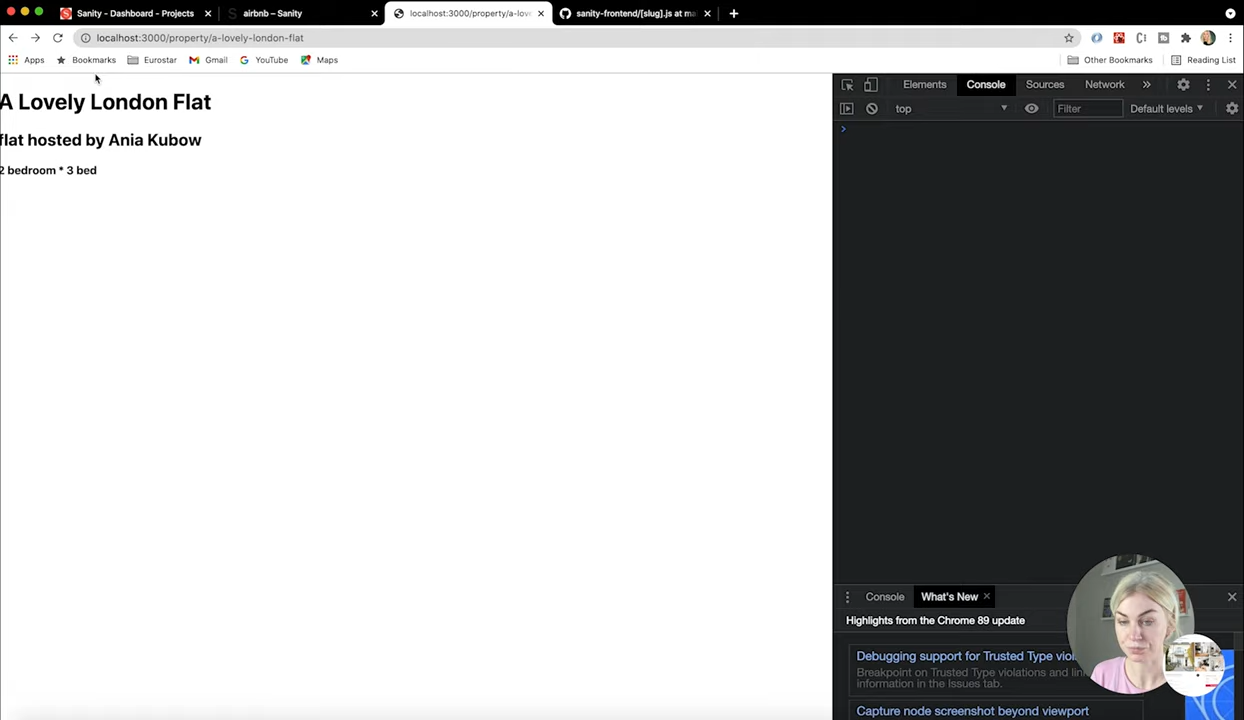 Sanity - Dashboard - Projects
airbnb – Sanity
localhost:3000/property/a-love
sanity-frontend/[slug].js at ma
localhost:3000/property/a-lovely-london-flat
Apps
Bookmarks
Eurostar
Gmail
YouTube
Maps
Other Bookmarks
Reading List
A Lovely London Flat
flat hosted by Ania Kubow
2 bedroom * 3 bed
Elements
Console
Sources
Network
top
Filter
Default levels
Console
What's New
Highlights from the Chrome 89 update
Debugging support for Trusted Type
Breakpoint on Trusted Type violations and
information in the Issues tab.
Capture node screenshot beyond viewport